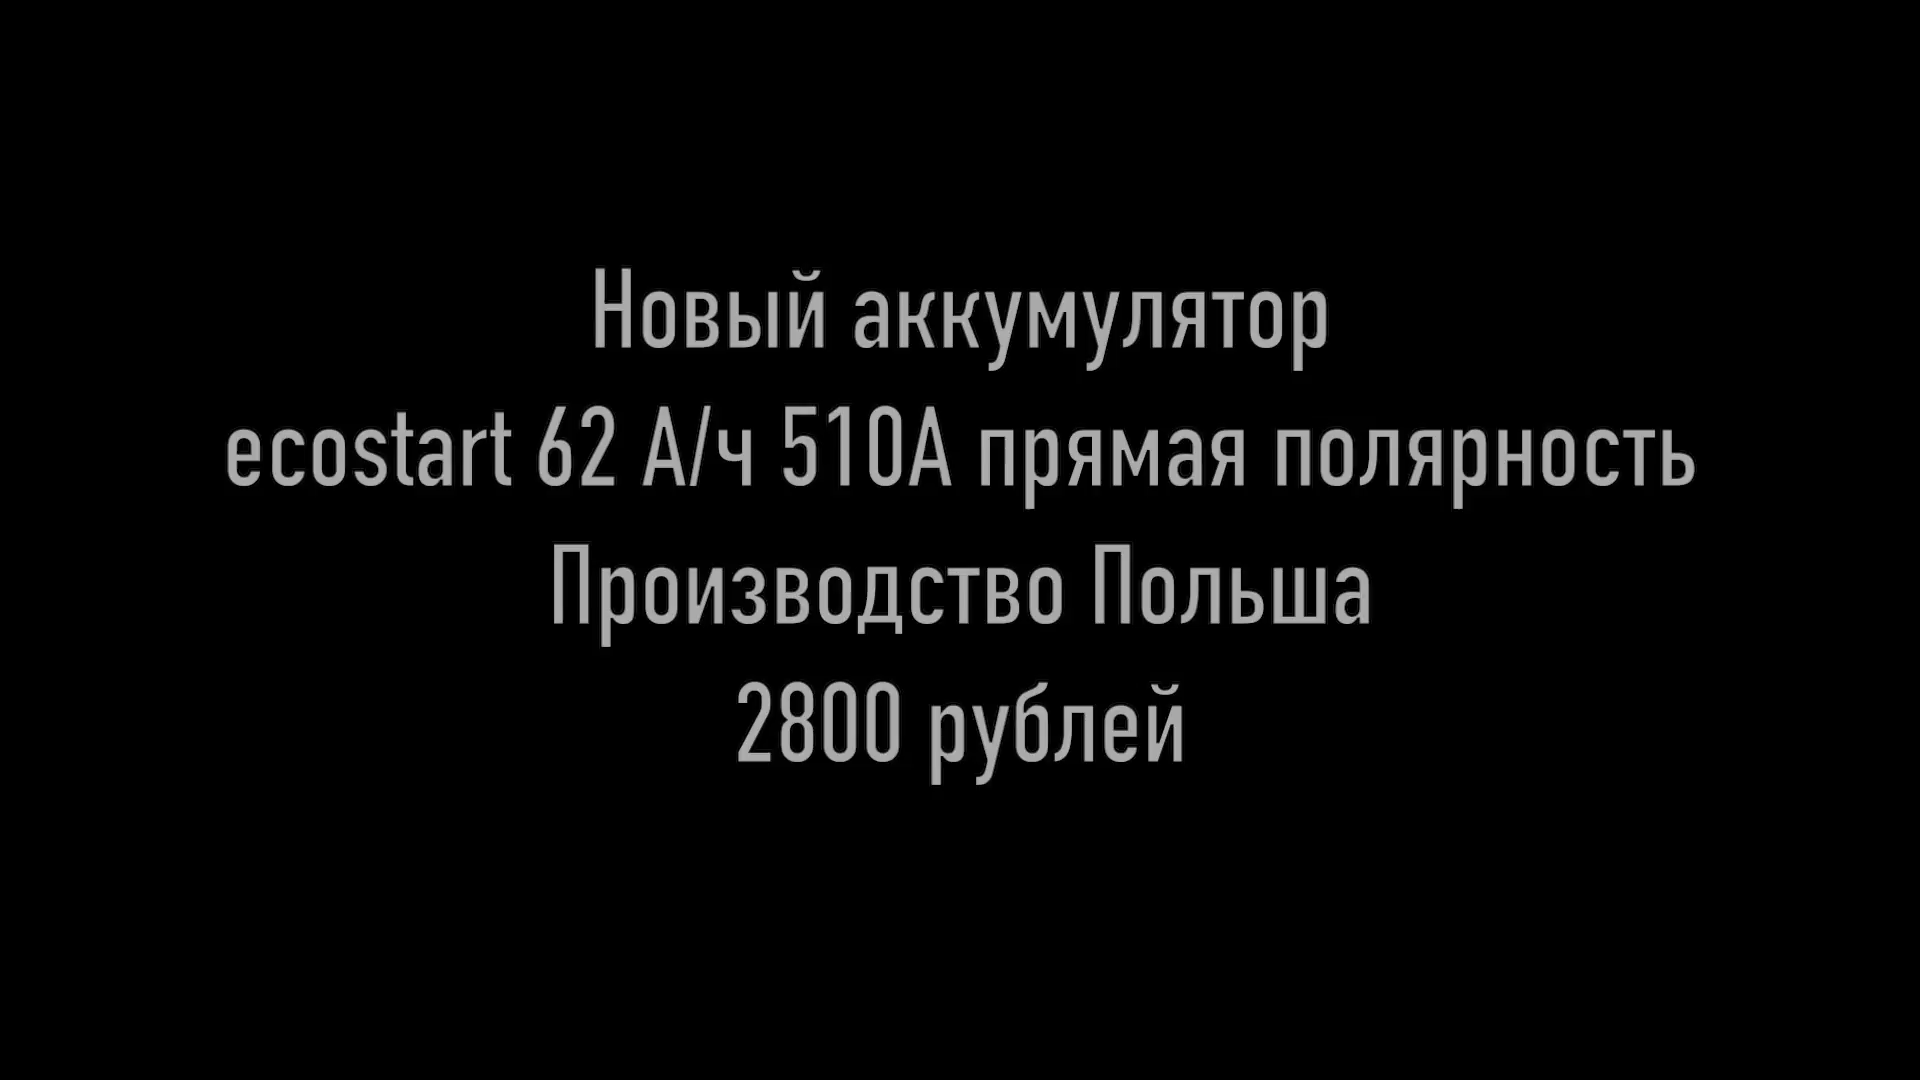 Новый аккумулятор
ecostart 62 А/ч 510А прямая полярность
Производство Польша
2800 рублей